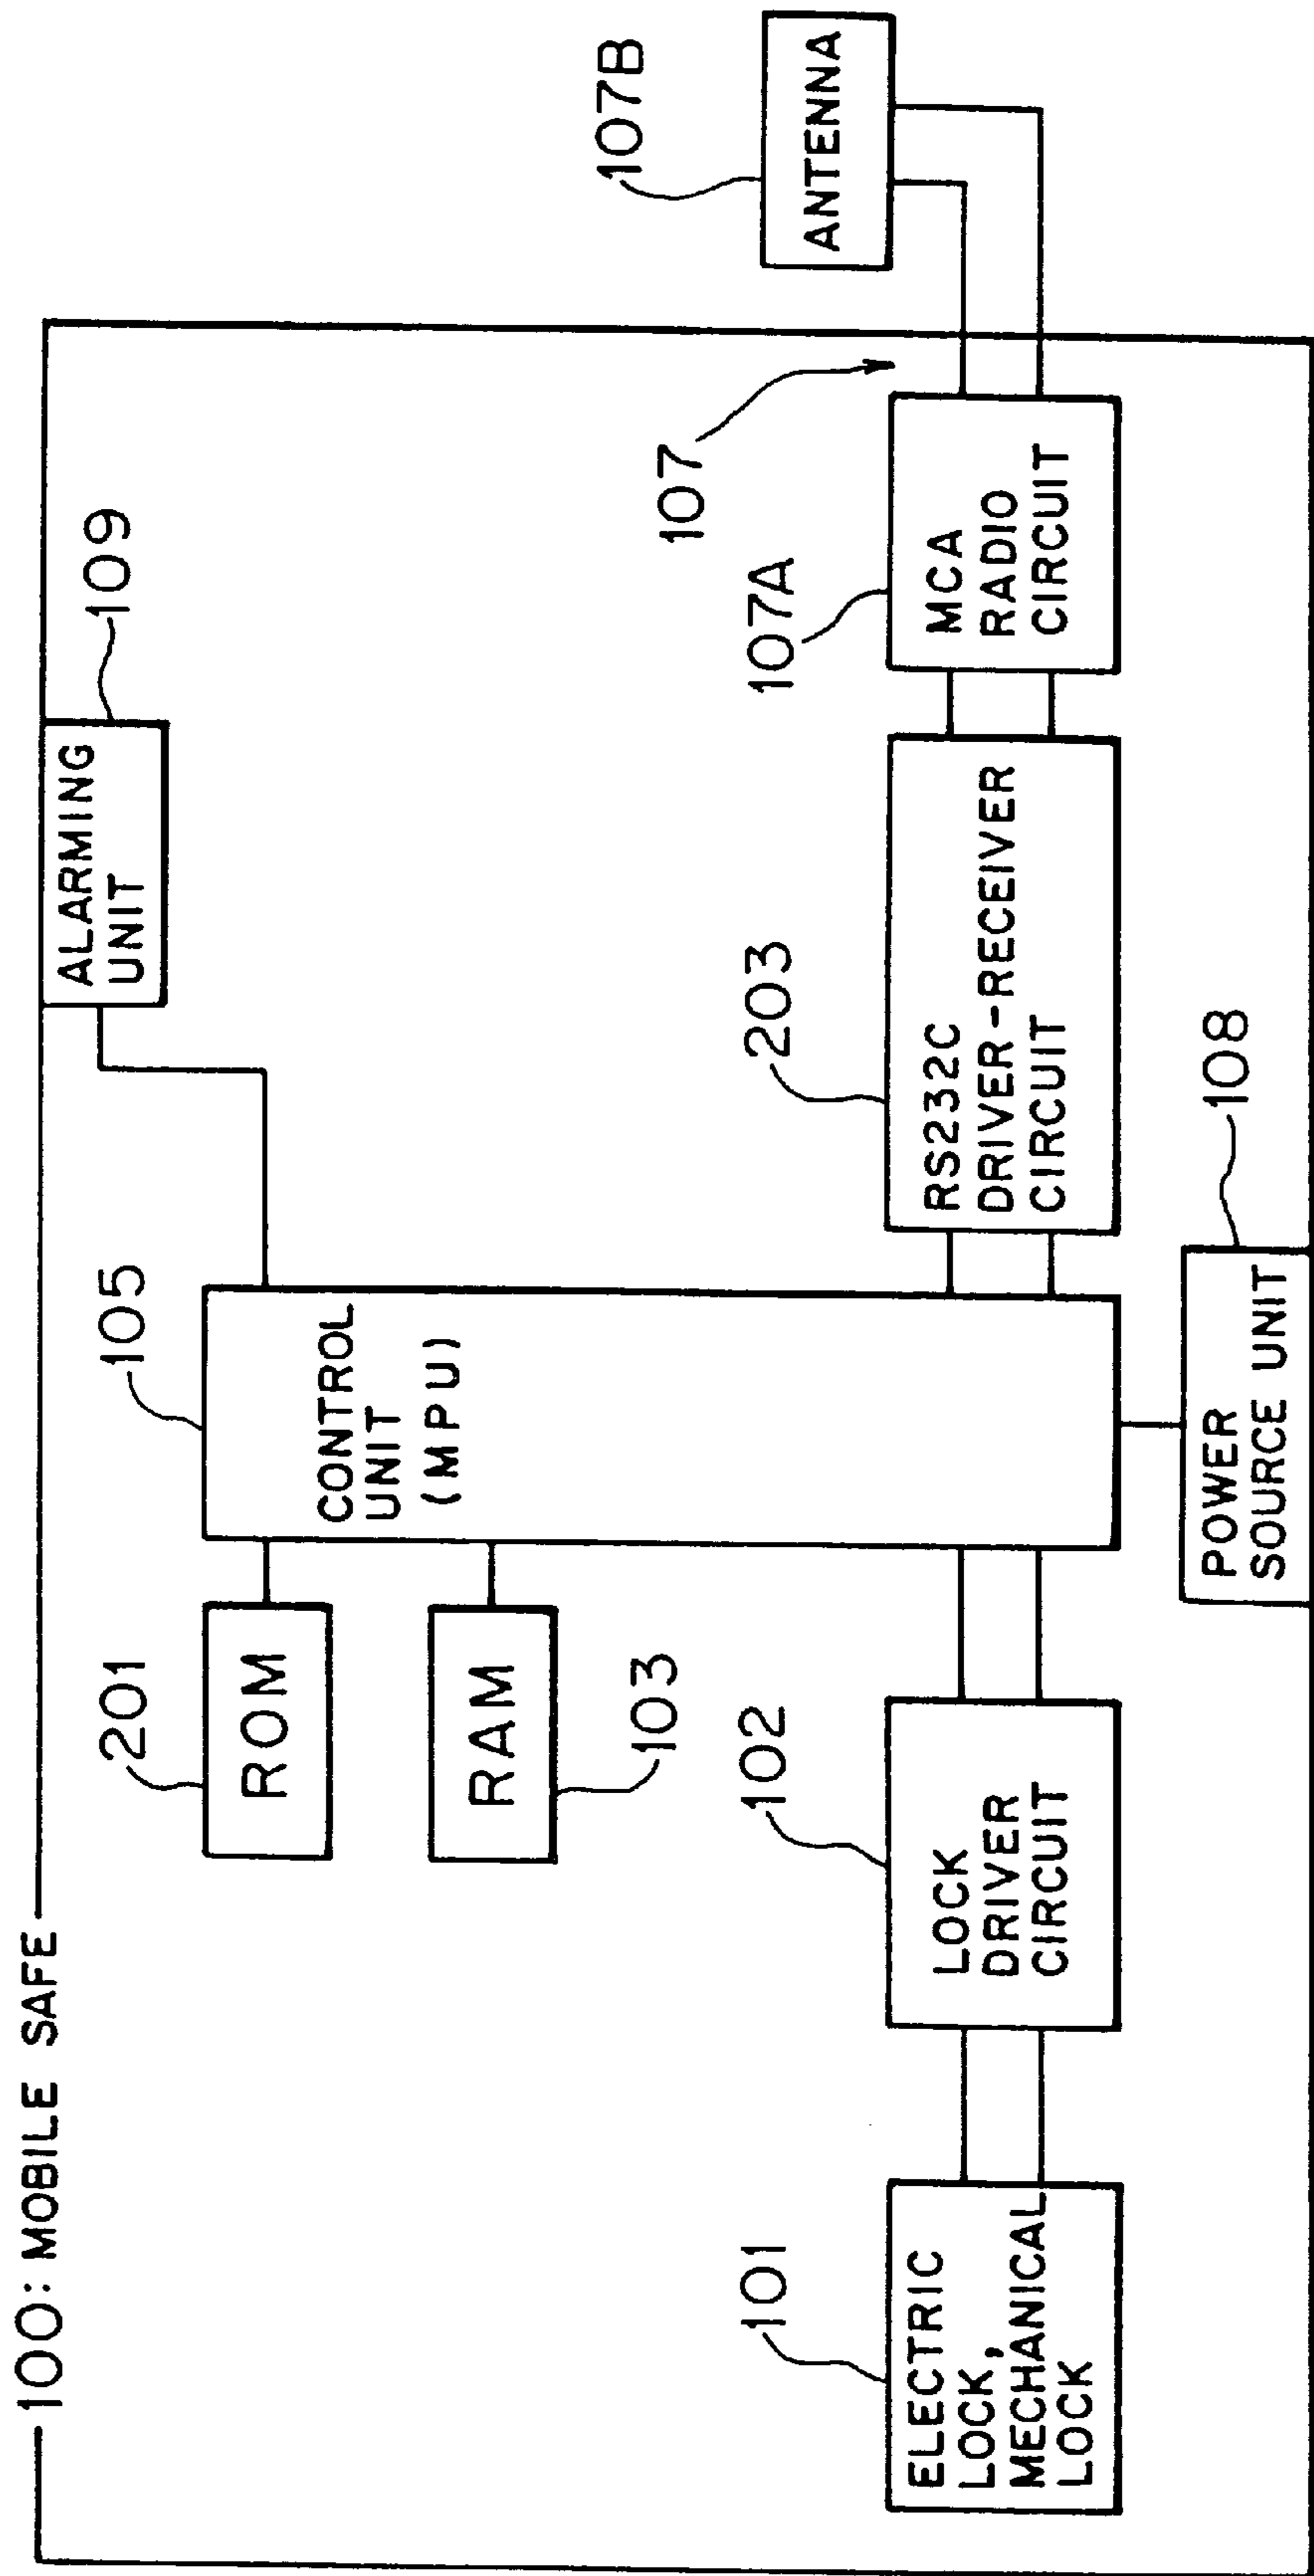 100: MOBILE SAFE
109
ALARMING
UNIT
105
CONTROL
UNIT
(MPU)
201
ROM
RAM
103
107B
ANTENNA
107
101
ELECTRIC
LOCK,
MECHANICAL
LOCK
102
LOCK
DRIVER
CIRCUIT
203
RS232C
DRIVER-RECEIVER
CIRCUIT
107A
MCA
RADIO
CIRCUIT
108
POWER
SOURCE UNIT